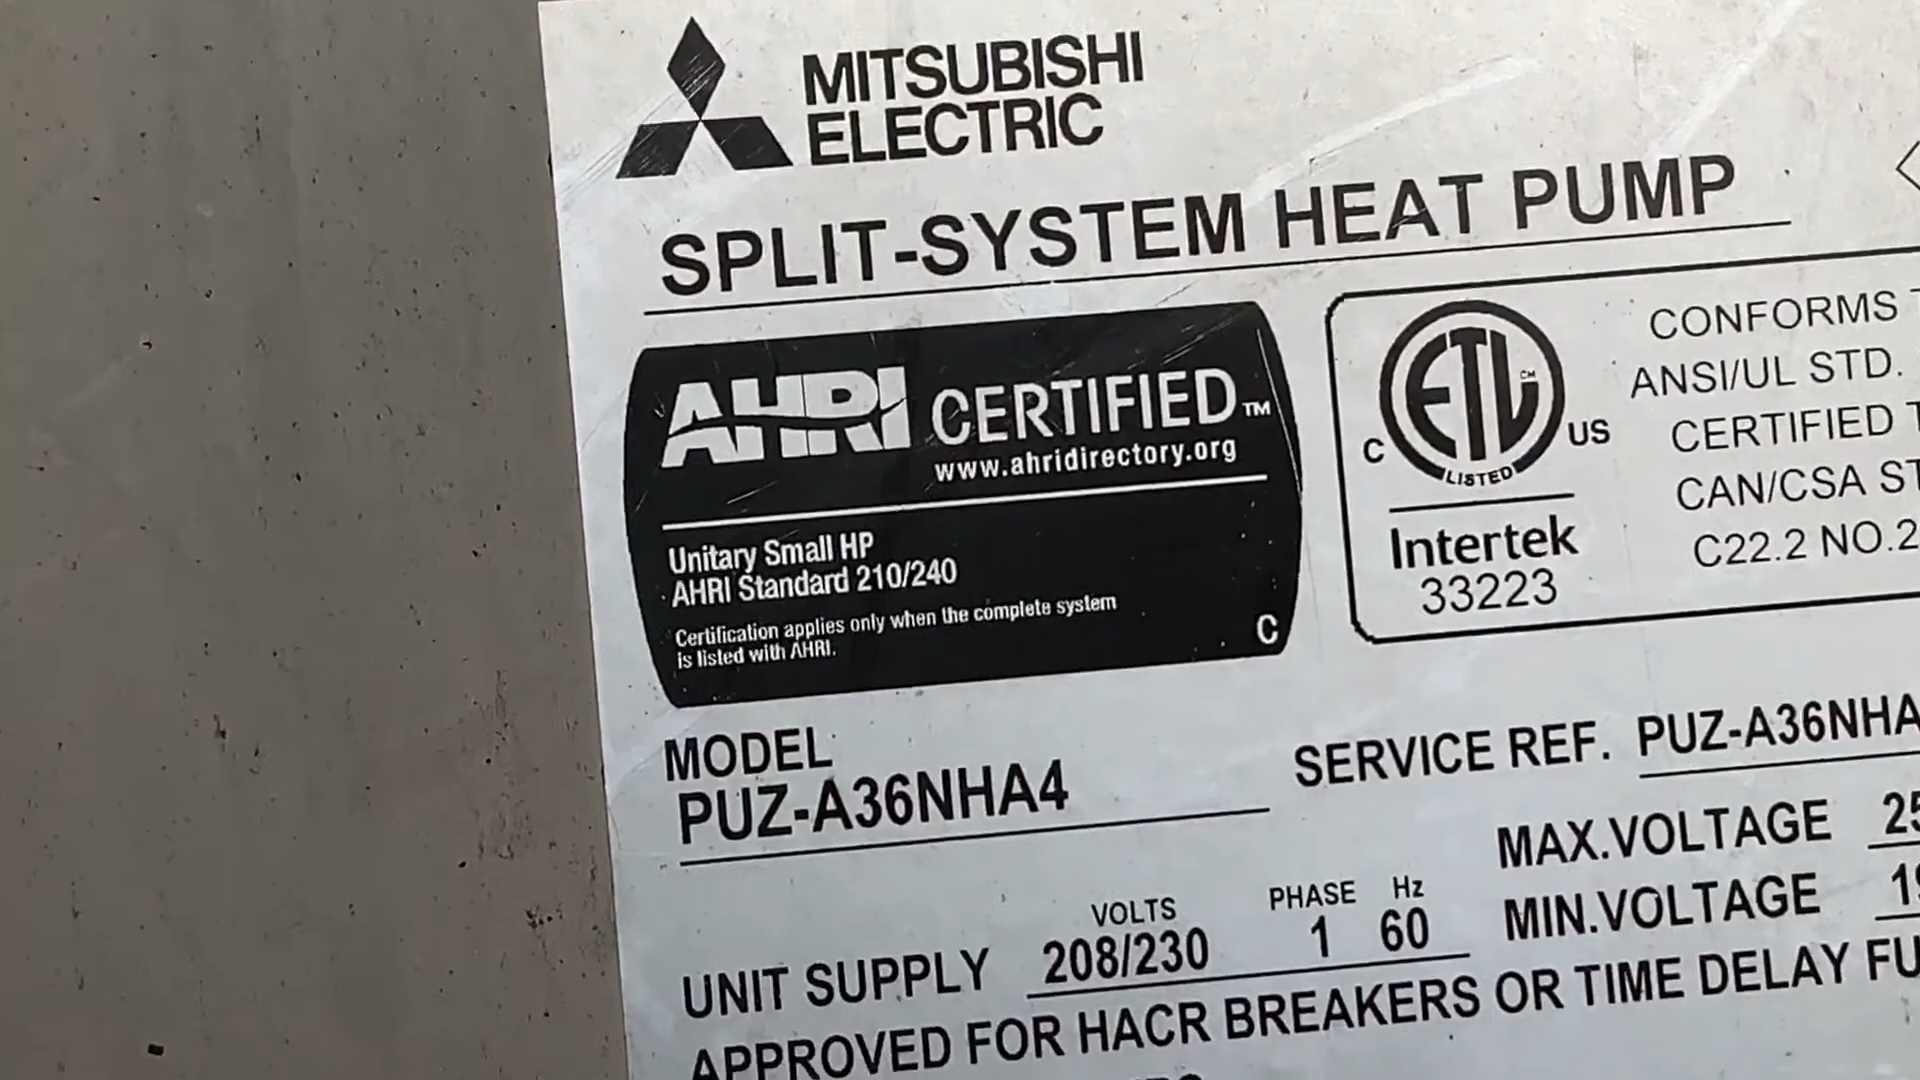 MITSUBISHI
ELECTRIC
SPLIT-SYSTEM HEAT PUMP
AHRI CERTIFIED™
www.ahridirectory.org
Unitary Small HP
AHRI Standard 210/240
Certification applies only when the complete system
is listed with AHRI.
C
ETL CM
LISTED
C US
Intertek
33223
CONFORMS
ANSI/UL STD.
CERTIFIED
CAN/CSA
C22.2 NO.2
MODEL
PUZ-A36NHA4
SERVICE REF. PUZ-A36NHA
MAX.VOLTAGE 25
MIN.VOLTAGE 19
VOLTS PHASE Hz
UNIT SUPPLY 208/230 1 60
APPROVED FOR HACR BREAKERS OR TIME DELAY FU